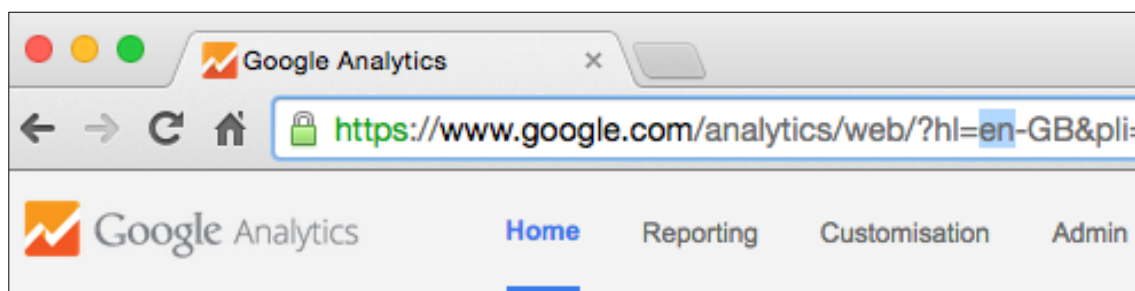 Google Analytics
https://www.google.com/analytics/web/?hl=en-GB&pli=
Google Analytics Home Reporting Customisation Admin